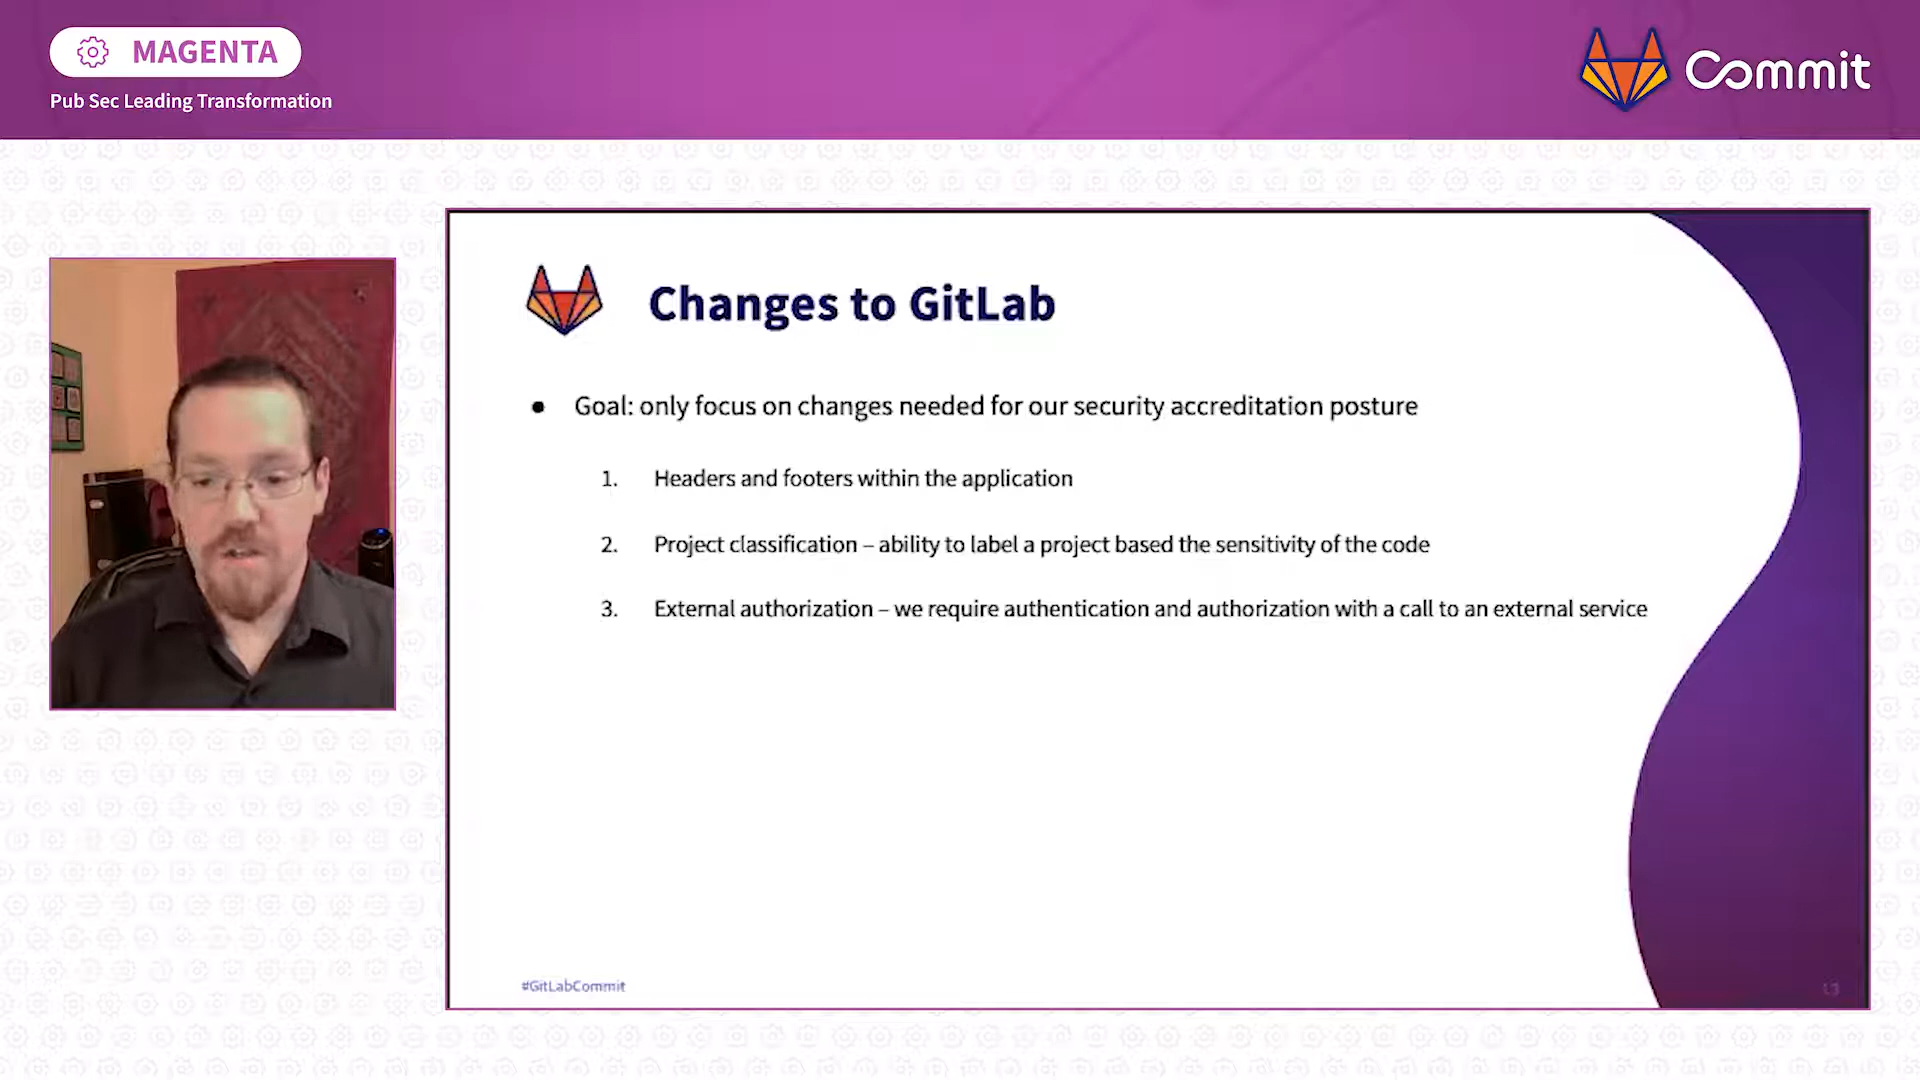 MAGENTA
Pub Sec Leading Transformation
Commit
Changes to GitLab
● Goal: only focus on changes needed for our security accreditation posture
1. Headers and footers within the application
2. Project classification – ability to label a project based the sensitivity of the code
3. External authorization – we require authentication and authorization with a call to an external service
#GitLabCommit